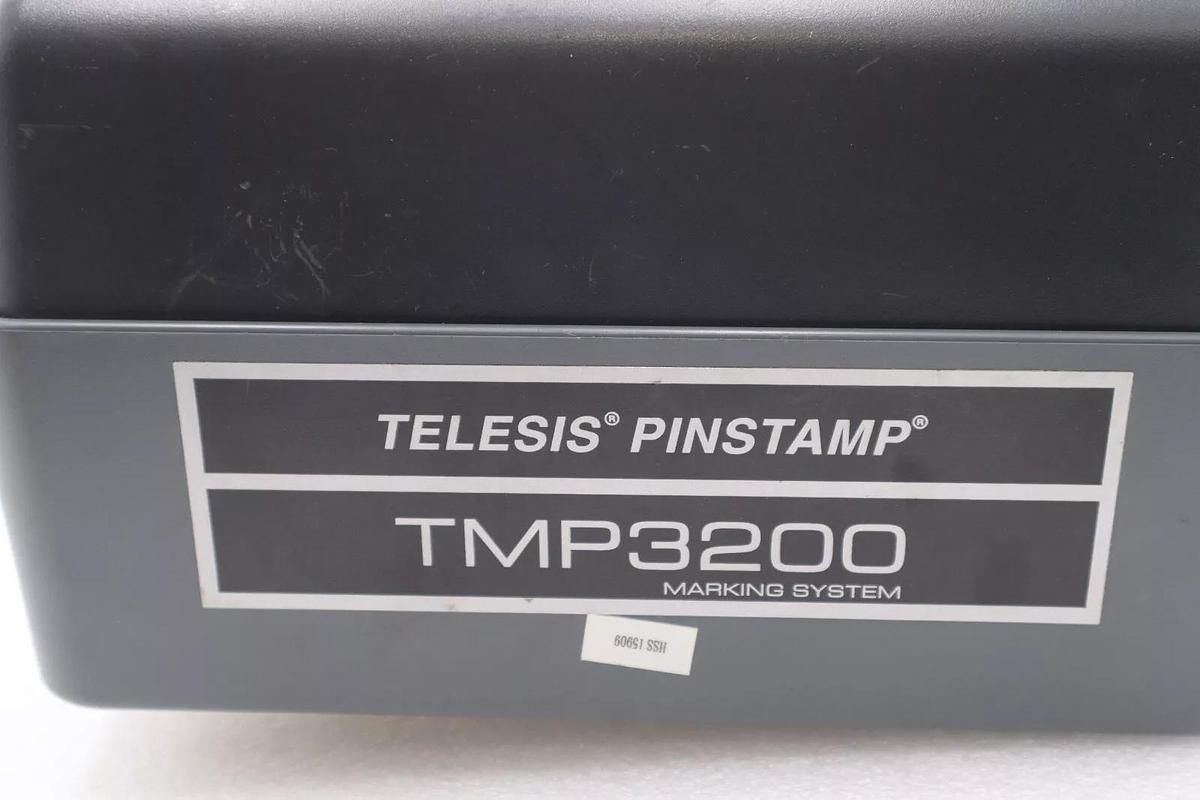 TELESIS® PINSTAMP®
TMP3200
MARKING SYSTEM
HSS 15909